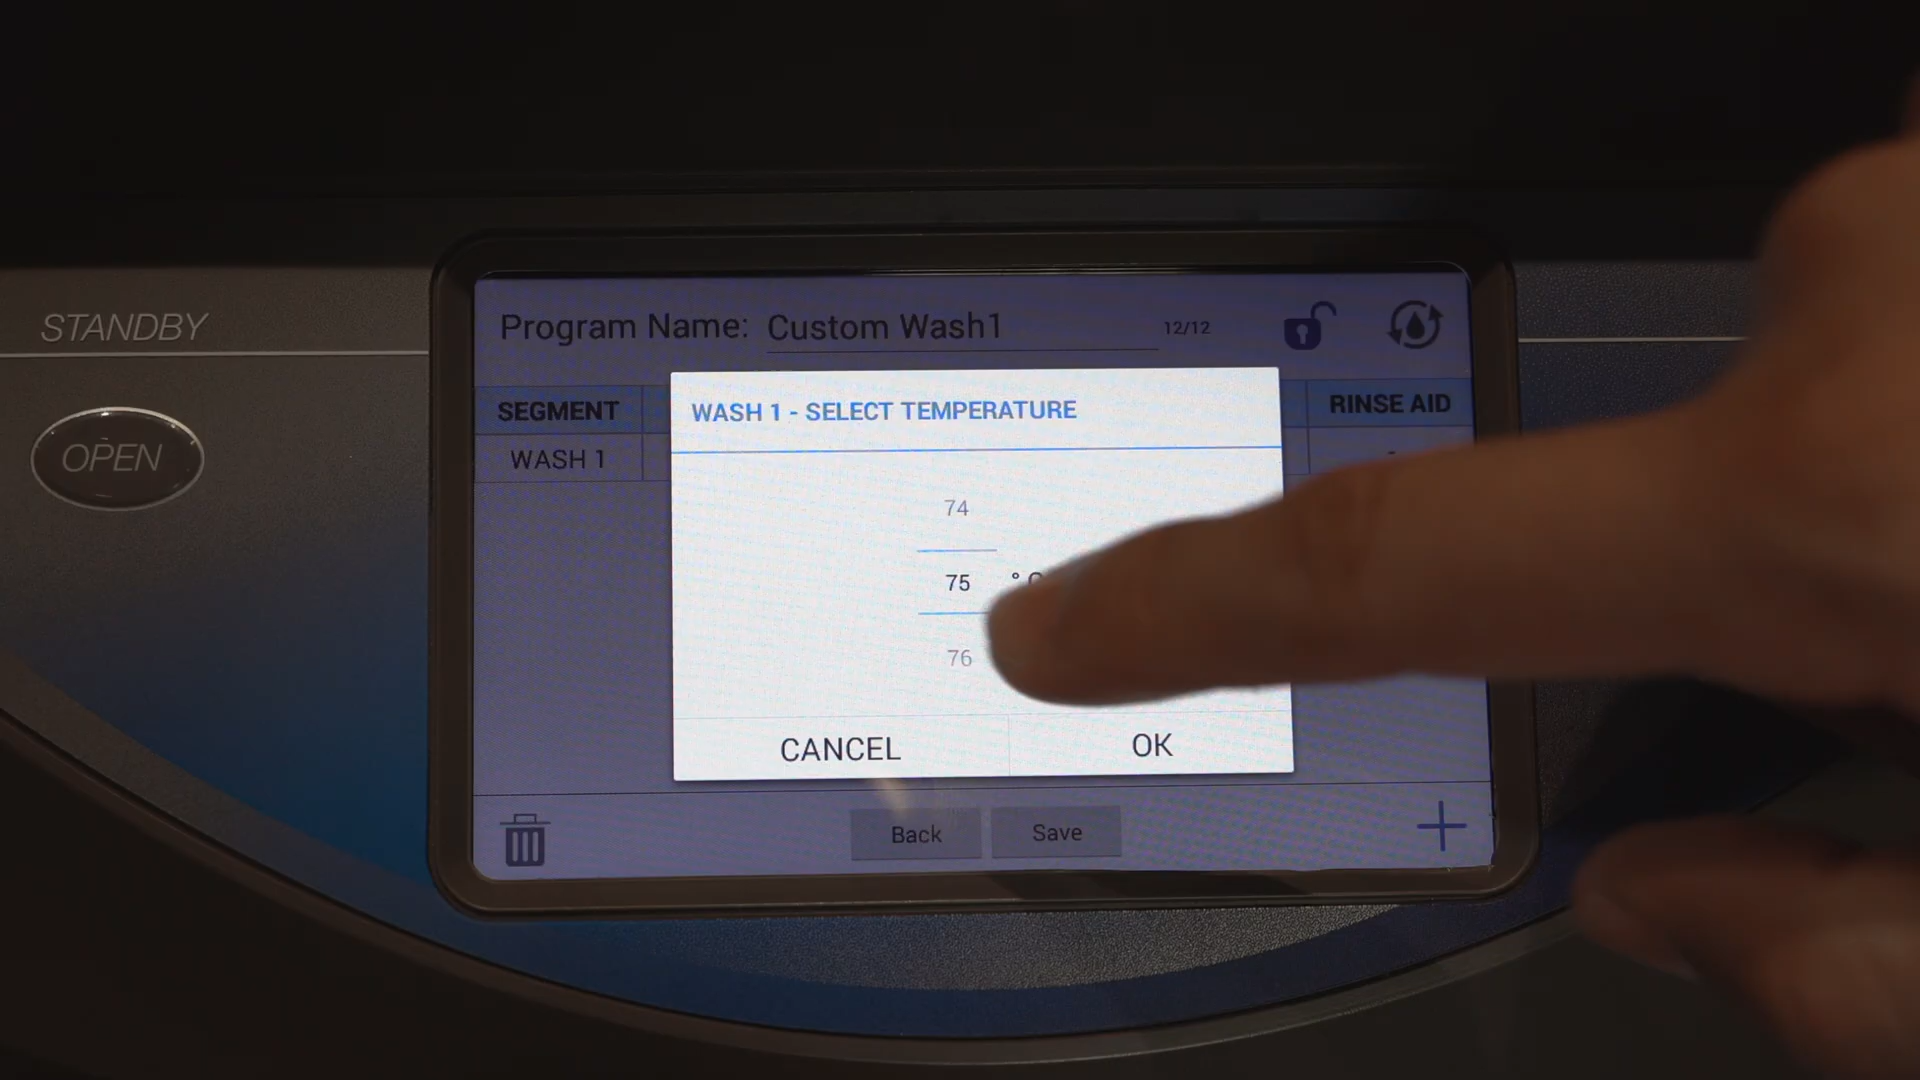 STANDBY
OPEN
Program Name: Custom Wash1 12/12
SEGMENT
RINSE AID
WASH 1
WASH 1 - SELECT TEMPERATURE
74
75 °
76
CANCEL
OK
Back
Save